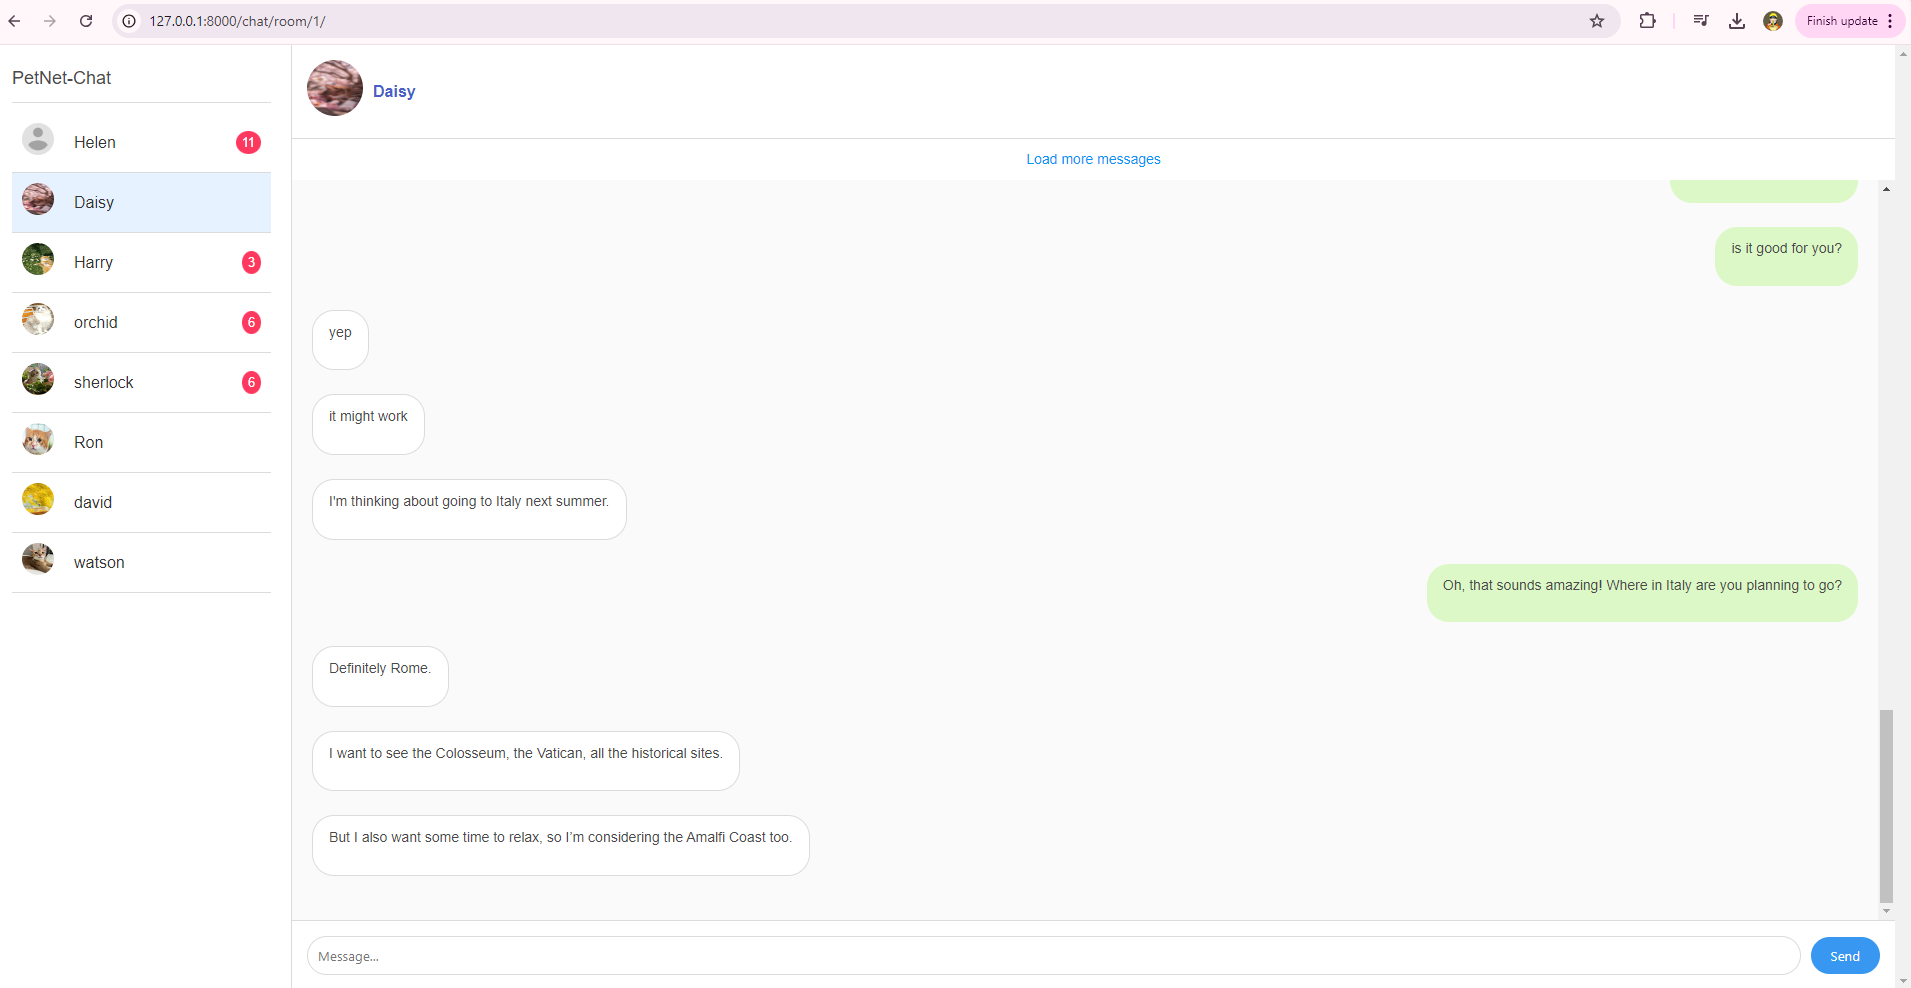 127.0.0.1:8000/chat/room/1/
Finish update
PetNet-Chat
Helen 11
Daisy
Harry 3
orchid 6
sherlock 6
Ron
david
watson
Daisy
Load more messages
is it good for you?
yep
it might work
I'm thinking about going to Italy next summer.
Oh, that sounds amazing! Where in Italy are you planning to go?
Definitely Rome.
I want to see the Colosseum, the Vatican, all the historical sites.
But I also want some time to relax, so I’m considering the Amalfi Coast too.
Message...
Send